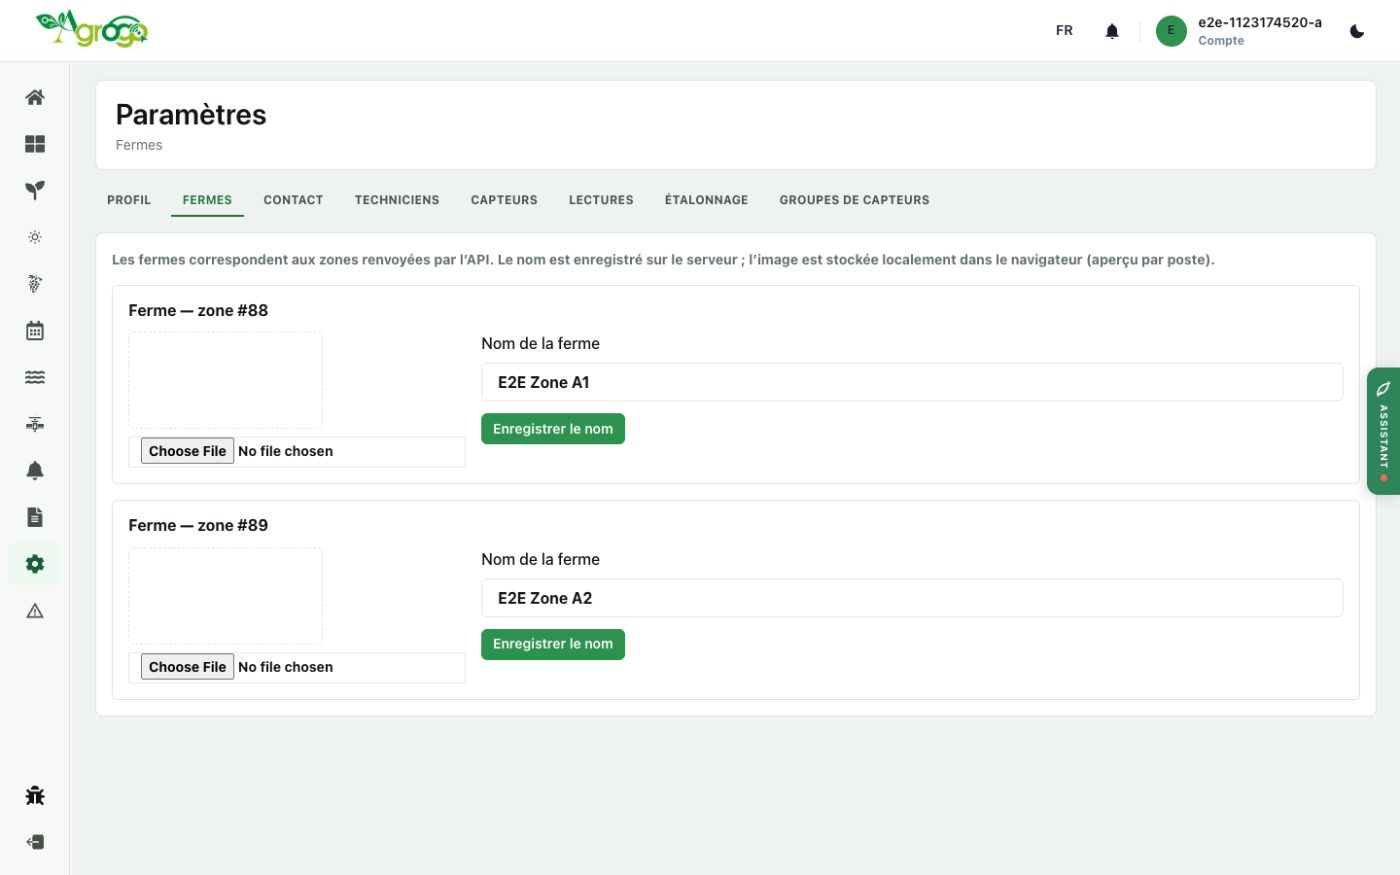 Agrogo
FR
E
e2e-1123174520-a
Compte
Paramètres
Fermes
PROFIL
FERMES
CONTACT
TECHNICIENS
CAPTEURS
LECTURES
ÉTALONNAGE
GROUPES DE CAPTEURS
Les fermes correspondent aux zones renvoyées par l’API. Le nom est enregistré sur le serveur ; l’image est stockée localement dans le navigateur (aperçu par poste).
Ferme — zone #88
Nom de la ferme
E2E Zone A1
Enregistrer le nom
Choose File No file chosen
ASSISTANT
Ferme — zone #89
Nom de la ferme
E2E Zone A2
Enregistrer le nom
Choose File No file chosen